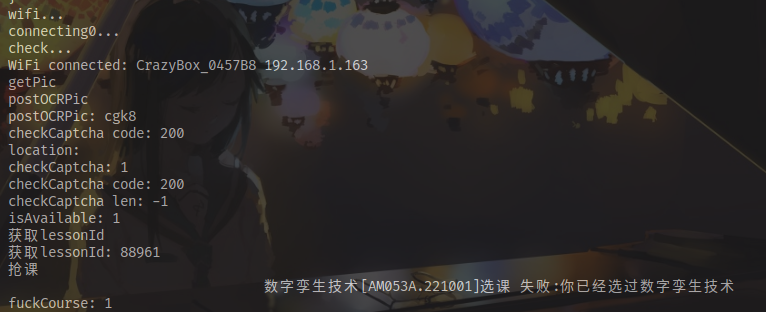 wifi...
connecting0...
check...
WiFi connected: CrazyBox_0457B8 192.168.1.163
getPic
postOCRPic
postOCRPic: cgk8
checkCaptcha code: 200
location:
checkCaptcha: 1
checkCaptcha code: 200
checkCaptcha len: -1
isAvailable: 1
获取lessonId
获取lessonId: 88961
抢课
数字孪生技术[AM053A.221001]选课 失败:你已经选过数字孪生技术
fuckCourse: 1